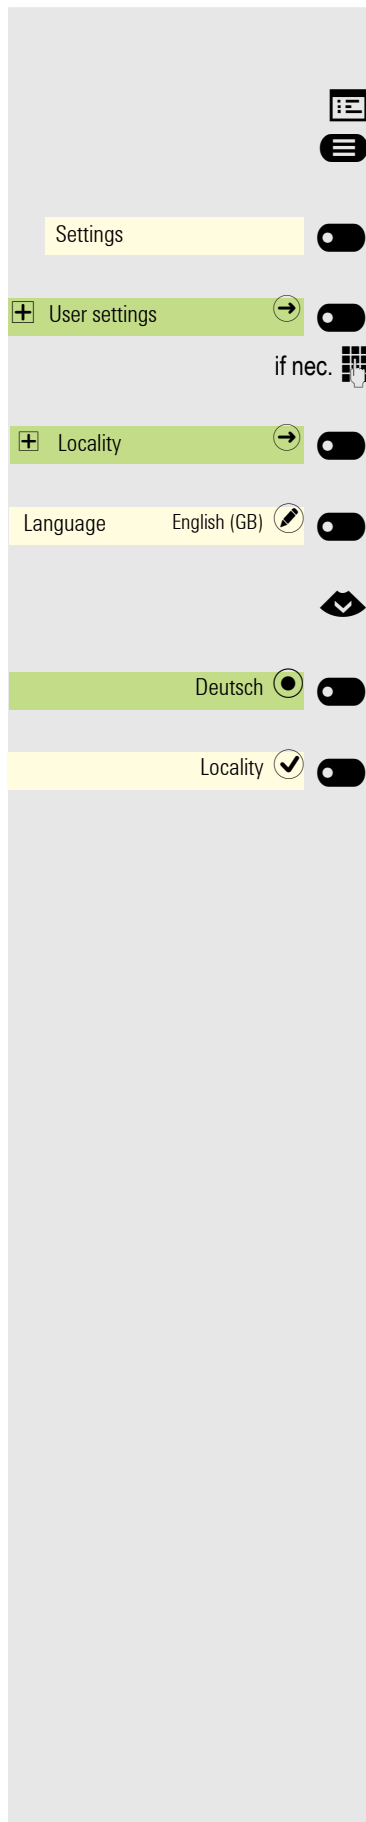 Settings
User settings
if nec.
Locality
Language English (GB)
Deutsch
Locality